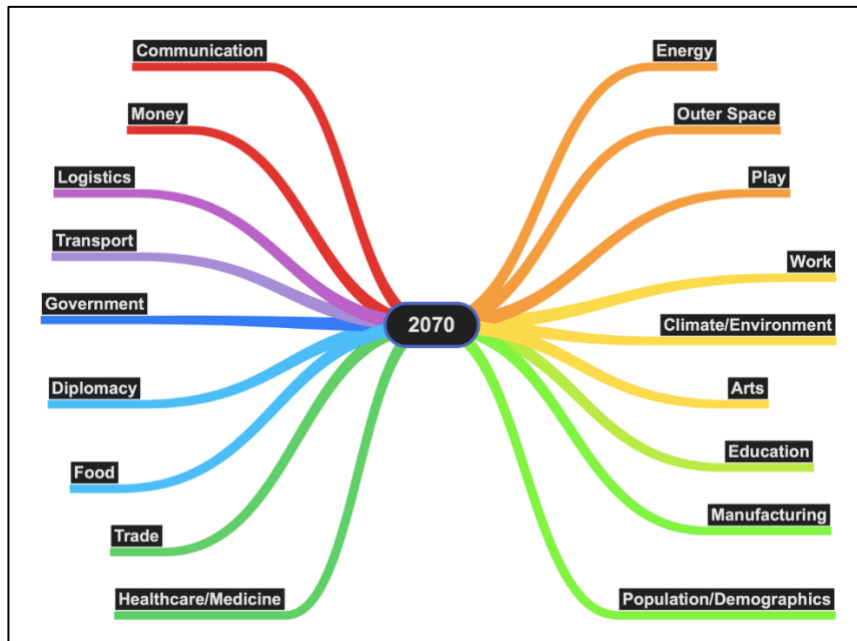 Communication
Money
Logistics
Transport
Government
Diplomacy
Food
Trade
Healthcare/Medicine
2070
Energy
Outer Space
Play
Work
Climate/Environment
Arts
Education
Manufacturing
Population/Demographics